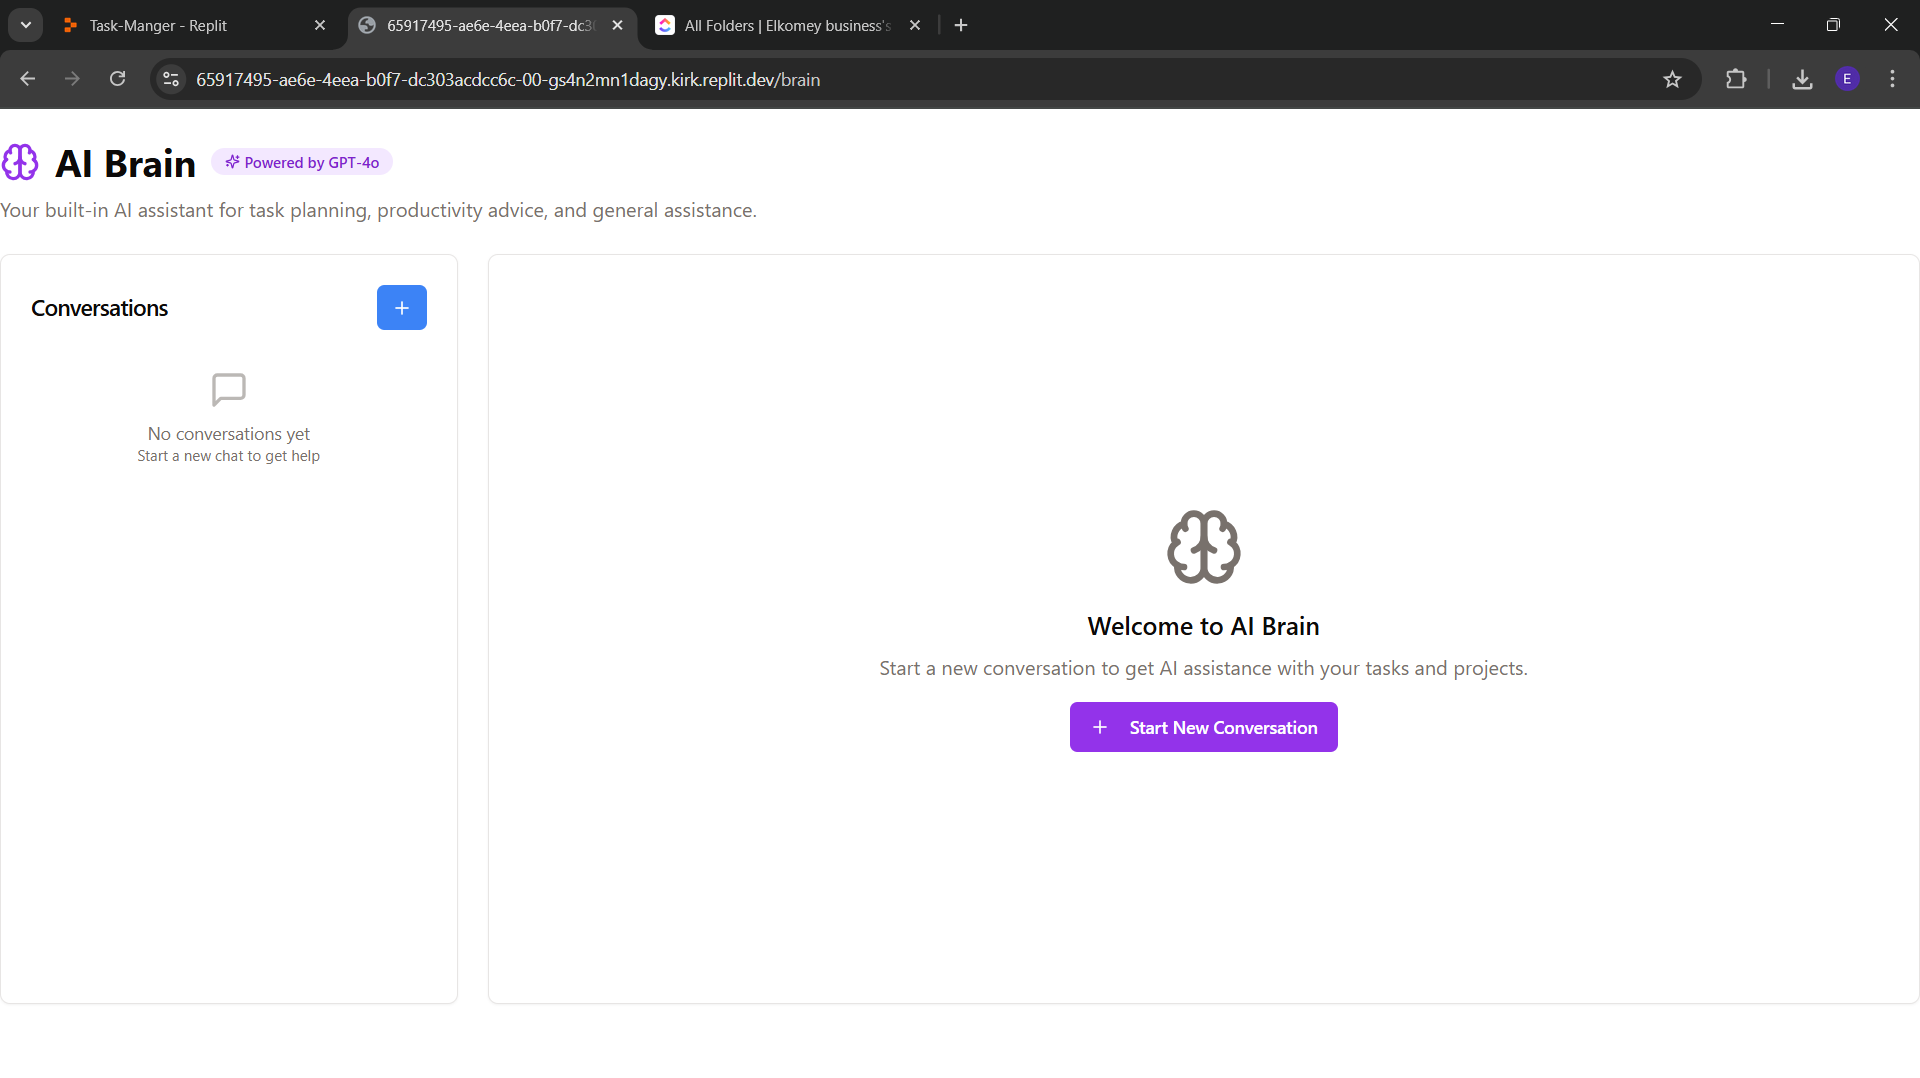 Task-Manger - Replit
65917495-ae6e-4eea-b0f7-dc30
All Folders | Elkomey business's
65917495-ae6e-4eea-b0f7-dc303acdcc6c-00-gs4n2mn1dagy.kirk.replit.dev/brain
E
AI Brain
Powered by GPT-4o
Your built-in AI assistant for task planning, productivity advice, and general assistance.
Conversations
No conversations yet
Start a new chat to get help
Welcome to AI Brain
Start a new conversation to get AI assistance with your tasks and projects.
Start New Conversation